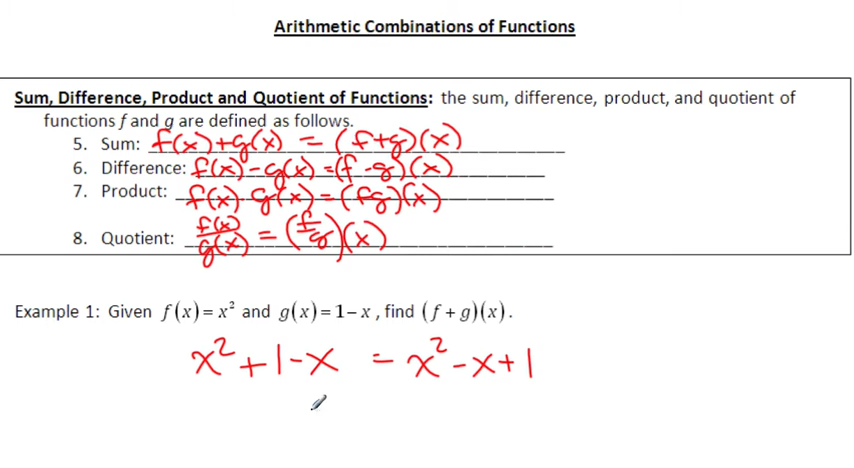 Arithmetic Combinations of Functions
Sum, Difference, Product and Quotient of Functions: the sum, difference, product, and quotient of
functions f and g are defined as follows.
5. Sum: f(x)+g(x) = (f+g)(x)
6. Difference: f(x)-g(x) = (f-g)(x)
7. Product: f(x)·g(x) = (fg)(x)
8. Quotient: f(x)/g(x) = (f/g)(x)
Example 1: Given f(x) = x² and g(x) = 1 − x, find (f + g)(x).
x² + 1 - x = x² - x + 1